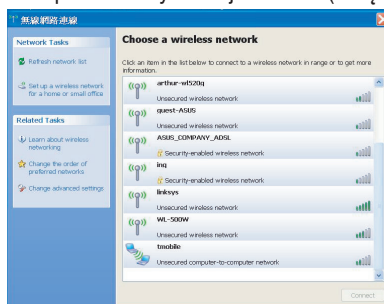 無線網路連線
Network Tasks
Refresh network list
Set up a wireless network
for a home or small office
Related Tasks
Learn about wireless
networking
Change the order of
preferred networks
Change advanced settings
Choose a wireless network
Click an item in the list below to connect to a wireless network in range or to get more
information.
arthur-wl520g
Unsecured wireless network
guest-ASUS
Unsecured wireless network
ASUS_COMPANY_ADSL
Security-enabled wireless network
inq
Security-enabled wireless network
linksys
Unsecured wireless network
WL-500W
Unsecured wireless network
tmobile
Unsecured computer-to-computer network
Connect